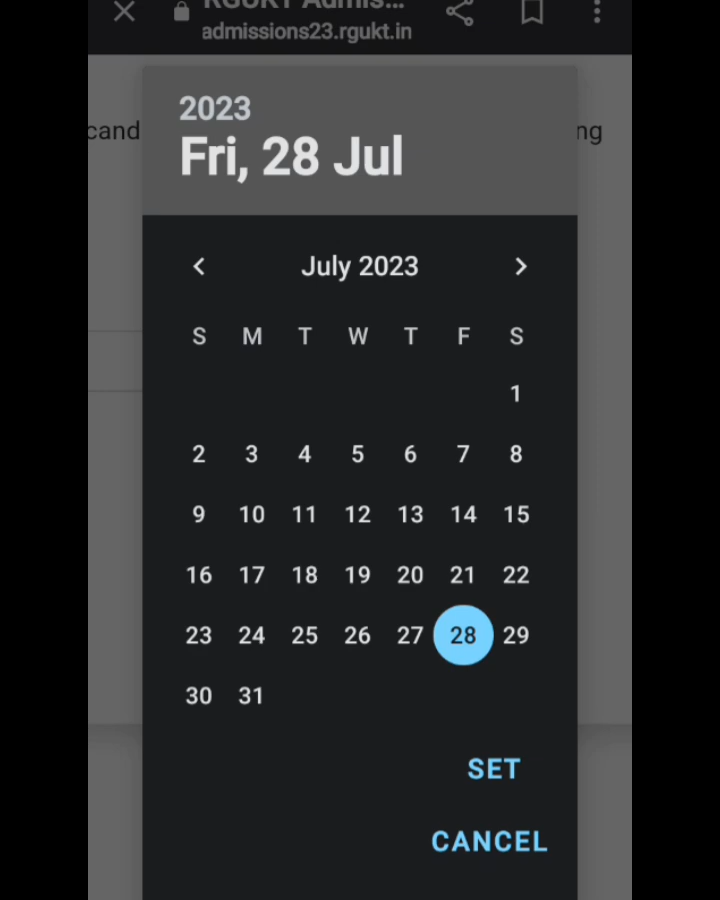 RGUKT Admis...
admissions23.rgukt.in
cand
ng
2023
Fri, 28 Jul
July 2023
S M T W T F S
1
2 3 4 5 6 7 8
9 10 11 12 13 14 15
16 17 18 19 20 21 22
23 24 25 26 27 28 29
30 31
SET
CANCEL